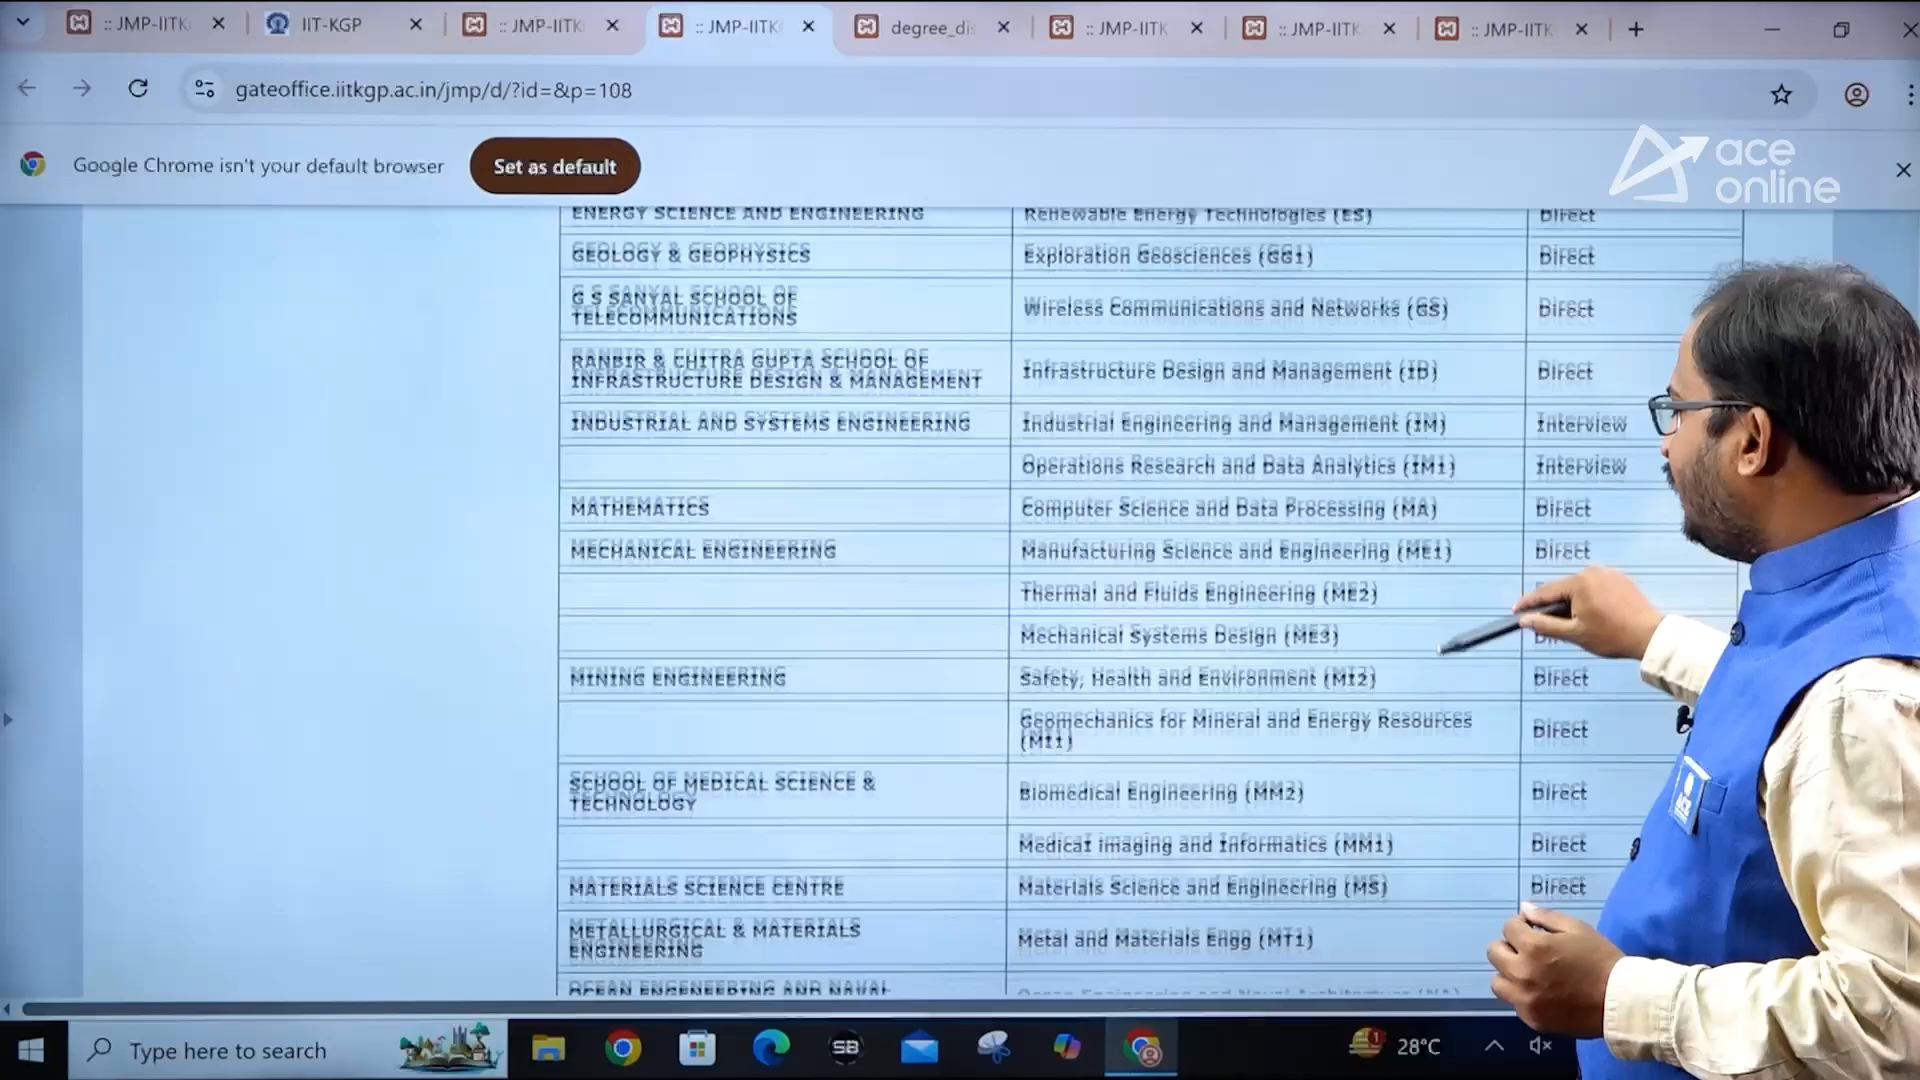 :: JMP-IITK
IIT-KGP
:: JMP-IITK
:: JMP-IITK
degree_dis
:: JMP-IITK
:: JMP-IITK
:: JMP-IITK
gateoffice.iitkgp.ac.in/jmp/d/?id=&p=108
Google Chrome isn't your default browser
Set as default
ace
online
ENERGY SCIENCE AND ENGINEERING
Renewable Energy Technologies (ES)
Direct
GEOLOGY & GEOPHYSICS
Exploration Geosciences (GG1)
Direct
G S SANYAL SCHOOL OF
TELECOMMUNICATIONS
Wireless Communications and Networks (GS)
Direct
RANBIR & CHITRA GUPTA SCHOOL OF
INFRASTRUCTURE DESIGN & MANAGEMENT
Infrastructure Design and Management (ID)
Direct
INDUSTRIAL AND SYSTEMS ENGINEERING
Industrial Engineering and Management (IM)
Interview
Operations Research and Data Analytics (IM1)
Interview
MATHEMATICS
Computer Science and Data Processing (MA)
Direct
MECHANICAL ENGINEERING
Manufacturing Science and Engineering (ME1)
Direct
Thermal and Fluids Engineering (ME2)
Mechanical Systems Design (ME3)
MINING ENGINEERING
Safety, Health and Environment (MI2)
Direct
Geomechanics for Mineral and Energy Resources
(MI1)
Direct
SCHOOL OF MEDICAL SCIENCE &
TECHNOLOGY
Biomedical Engineering (MM2)
Direct
Medical imaging and Informatics (MM1)
Direct
MATERIALS SCIENCE CENTRE
Materials Science and Engineering (MS)
Direct
METALLURGICAL & MATERIALS
ENGINEERING
Metal and Materials Engg (MT1)
OCEAN ENGENEERING AND NAVAL
Type here to search
SB
1
28°C
ACE